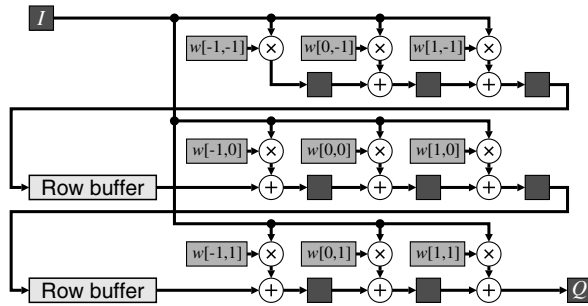 I
w[-1,-1] w[0,-1] w[1,-1]
w[-1,0] w[0,0] w[1,0]
Row buffer
w[-1,1] w[0,1] w[1,1]
Row buffer
Q